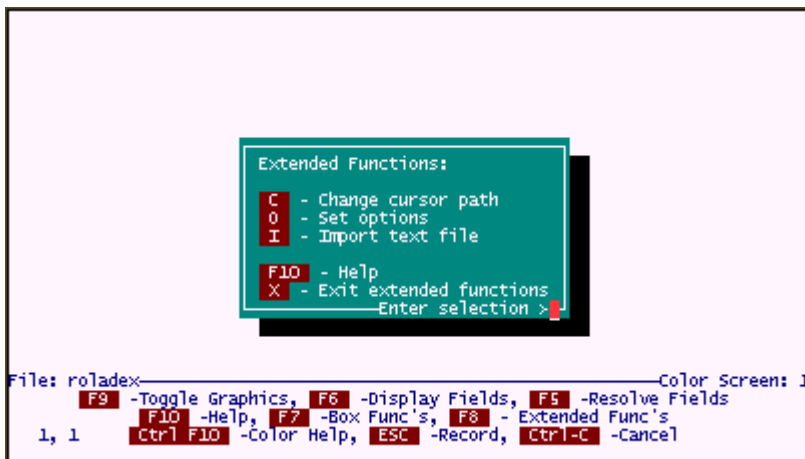 Extended Functions:
C - Change cursor path
O - Set options
I - Import text file
F10 - Help
X - Exit extended functions
Enter selection >
File: roladex Color Screen: 1
F9 -Toggle Graphics, F6 -Display Fields, F5 -Resolve Fields
F10 -Help, F7 -Box Func's, F8 - Extended Func's
1, 1 Ctrl F10 -Color Help, ESC -Record, Ctrl-C -Cancel